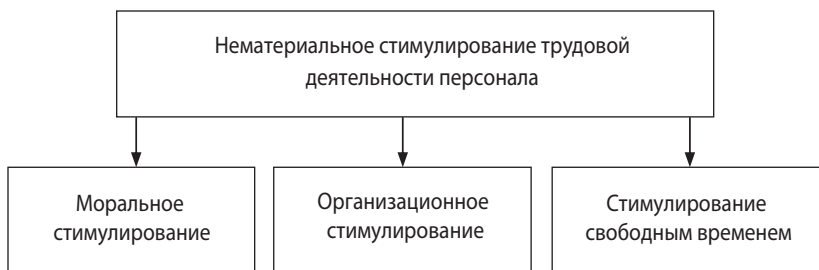 Нематериальное стимулирование трудовой
деятельности персонала
Моральное
стимулирование
Организационное
стимулирование
Стимулирование
свободным временем